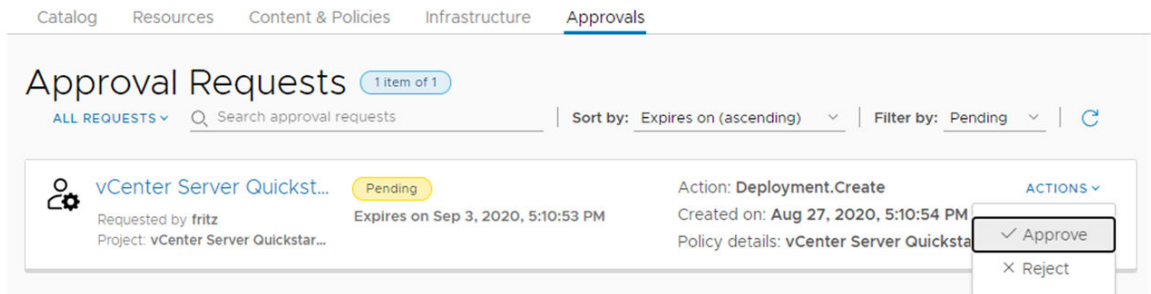 Catalog Resources Content & Policies Infrastructure Approvals
Approval Requests 1 item of 1
ALL REQUESTS Search approval requests Sort by: Expires on (ascending) Filter by: Pending
vCenter Server Quickst... Pending Action: Deployment.Create ACTIONS
Requested by fritz Expires on Sep 3, 2020, 5:10:53 PM Created on: Aug 27, 2020, 5:10:54 PM
Project: vCenter Server Quickstar... Policy details: vCenter Server Quicksta
Approve
Reject